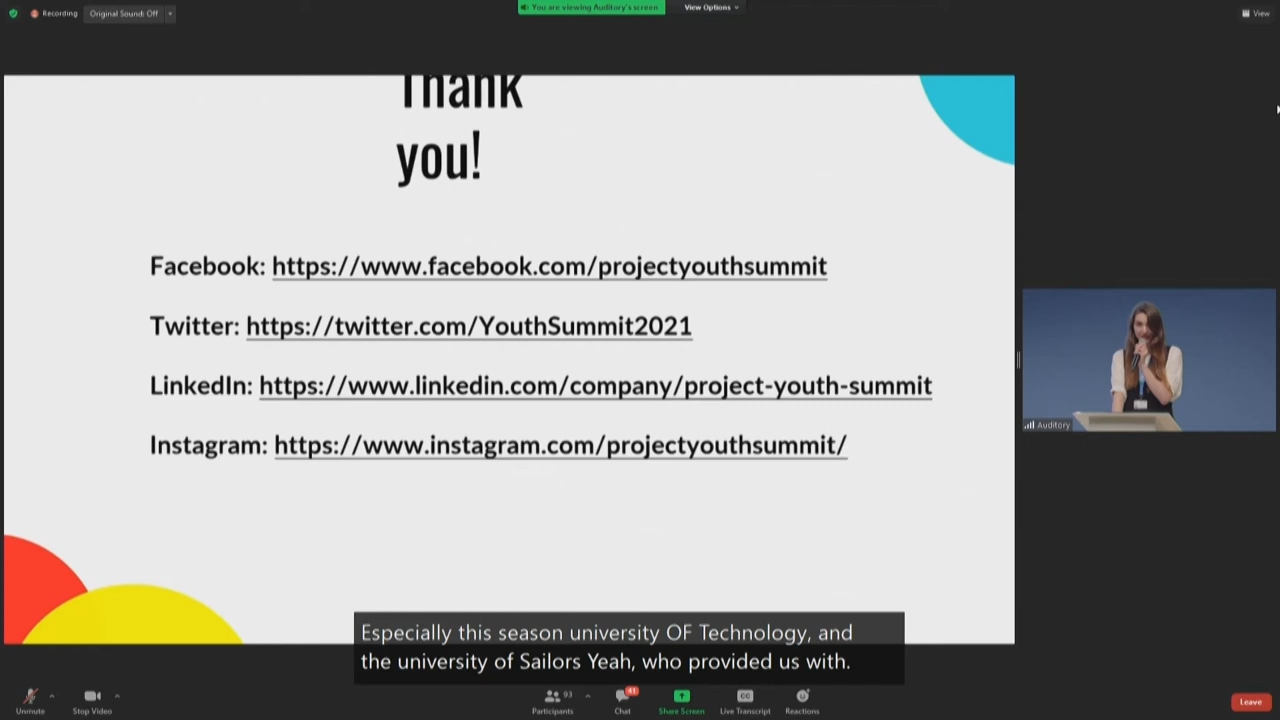 Recording
Original Sound: Off
You are viewing Auditory's screen
View Options
View
Thank
you!
Facebook: https://www.facebook.com/projectyouthsummit
Twitter: https://twitter.com/YouthSummit2021
LinkedIn: https://www.linkedin.com/company/project-youth-summit
Instagram: https://www.instagram.com/projectyouthsummit/
Auditory
Especially this season university OF Technology, and
the university of Sailors Yeah, who provided us with.
Unmute
Stop Video
93
Participants
41
Chat
Share Screen
CC
Live Transcript
Reactions
Leave